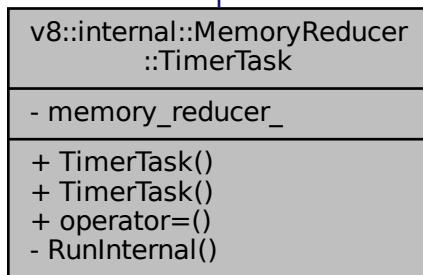 v8::internal::MemoryReducer
::TimerTask
- memory_reducer_
+ TimerTask()
+ TimerTask()
+ operator=()
- RunInternal()